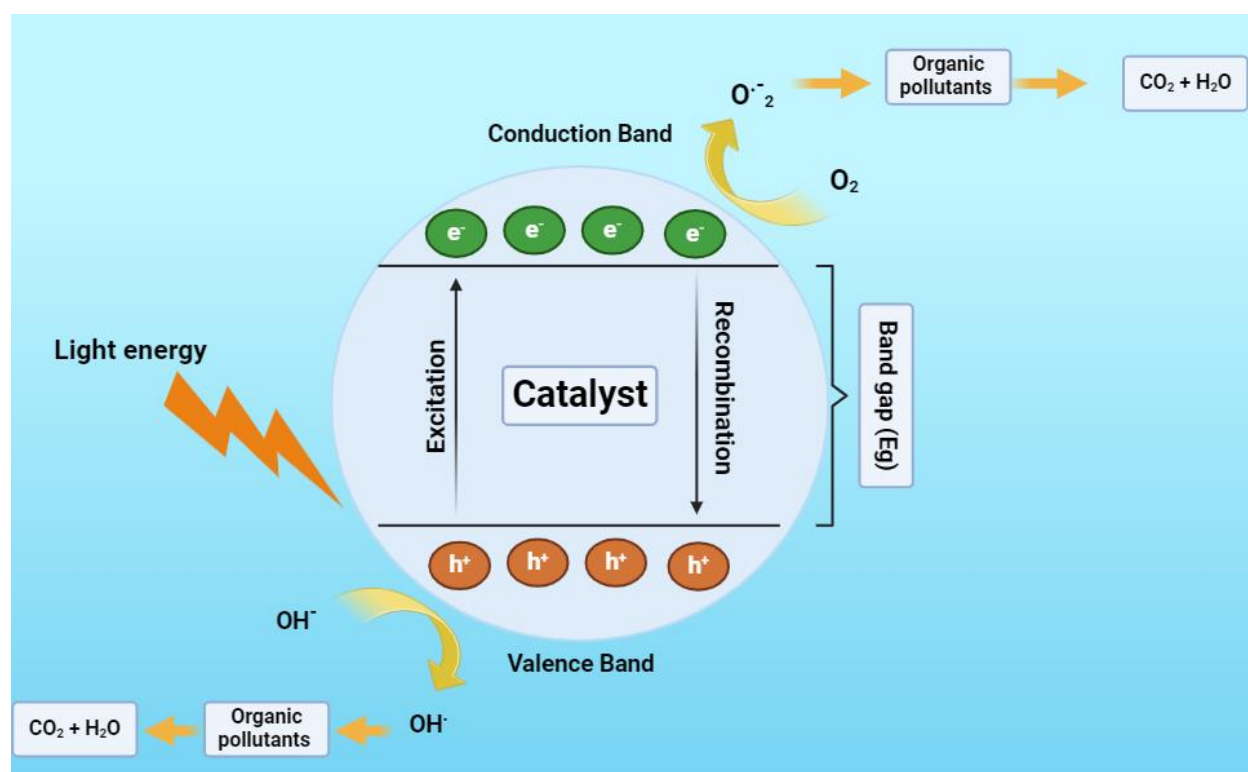 Organic
pollutants
CO₂ + H₂O
O˙⁻₂
Conduction Band
O₂
e⁻ e⁻ e⁻ e⁻
Light energy
Excitation
Catalyst
Recombination
Band gap (Eg)
h⁺ h⁺ h⁺ h⁺
OH⁻
Valence Band
CO₂ + H₂O
Organic
pollutants
OH˙